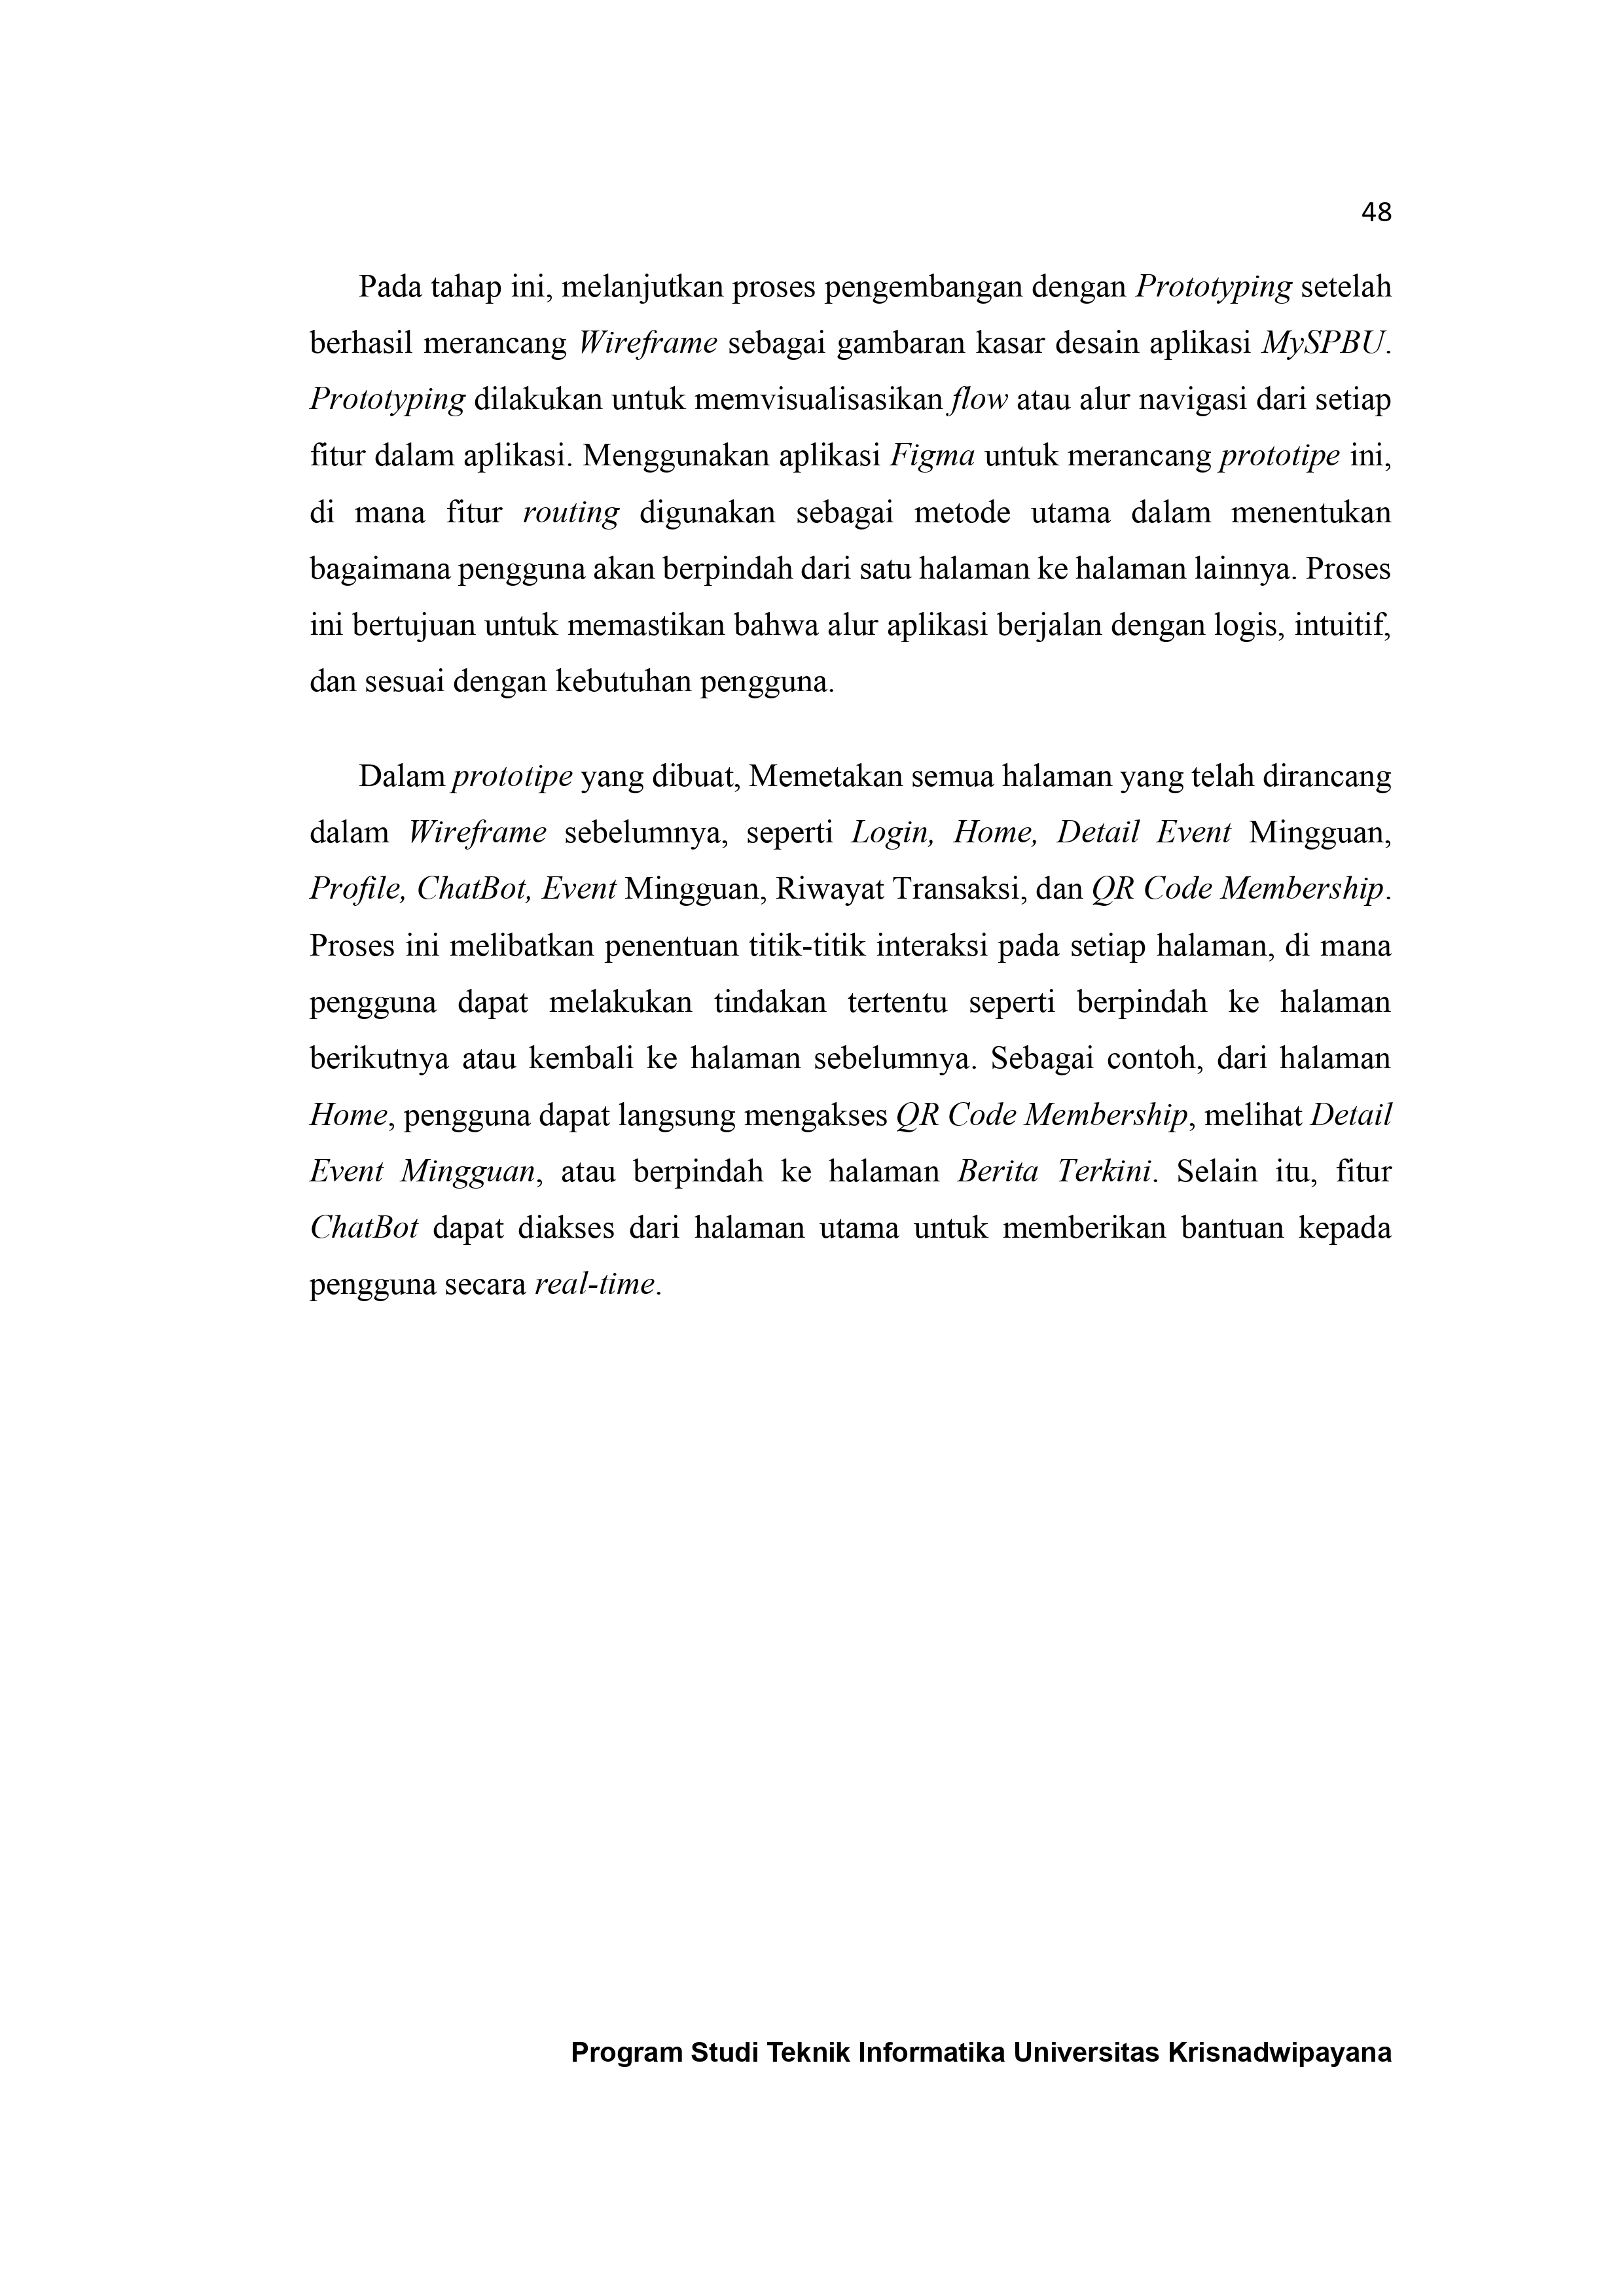 48
Pada tahap ini, melanjutkan proses pengembangan dengan Prototyping setelah
berhasil merancang Wireframe sebagai gambaran kasar desain aplikasi MySPBU.
Prototyping dilakukan untuk memvisualisasikan flow atau alur navigasi dari setiap
fitur dalam aplikasi. Menggunakan aplikasi Figma untuk merancang prototipe ini,
di mana fitur routing digunakan sebagai metode utama dalam menentukan
bagaimana pengguna akan berpindah dari satu halaman ke halaman lainnya. Proses
ini bertujuan untuk memastikan bahwa alur aplikasi berjalan dengan logis, intuitif,
dan sesuai dengan kebutuhan pengguna.
Dalam prototipe yang dibuat, Memetakan semua halaman yang telah dirancang
dalam Wireframe sebelumnya, seperti Login, Home, Detail Event Mingguan,
Profile, ChatBot, Event Mingguan, Riwayat Transaksi, dan QR Code Membership.
Proses ini melibatkan penentuan titik-titik interaksi pada setiap halaman, di mana
pengguna dapat melakukan tindakan tertentu seperti berpindah ke halaman
berikutnya atau kembali ke halaman sebelumnya. Sebagai contoh, dari halaman
Home, pengguna dapat langsung mengakses QR Code Membership, melihat Detail
Event Mingguan, atau berpindah ke halaman Berita Terkini. Selain itu, fitur
ChatBot dapat diakses dari halaman utama untuk memberikan bantuan kepada
pengguna secara real-time.
Program Studi Teknik Informatika Universitas Krisnadwipayana